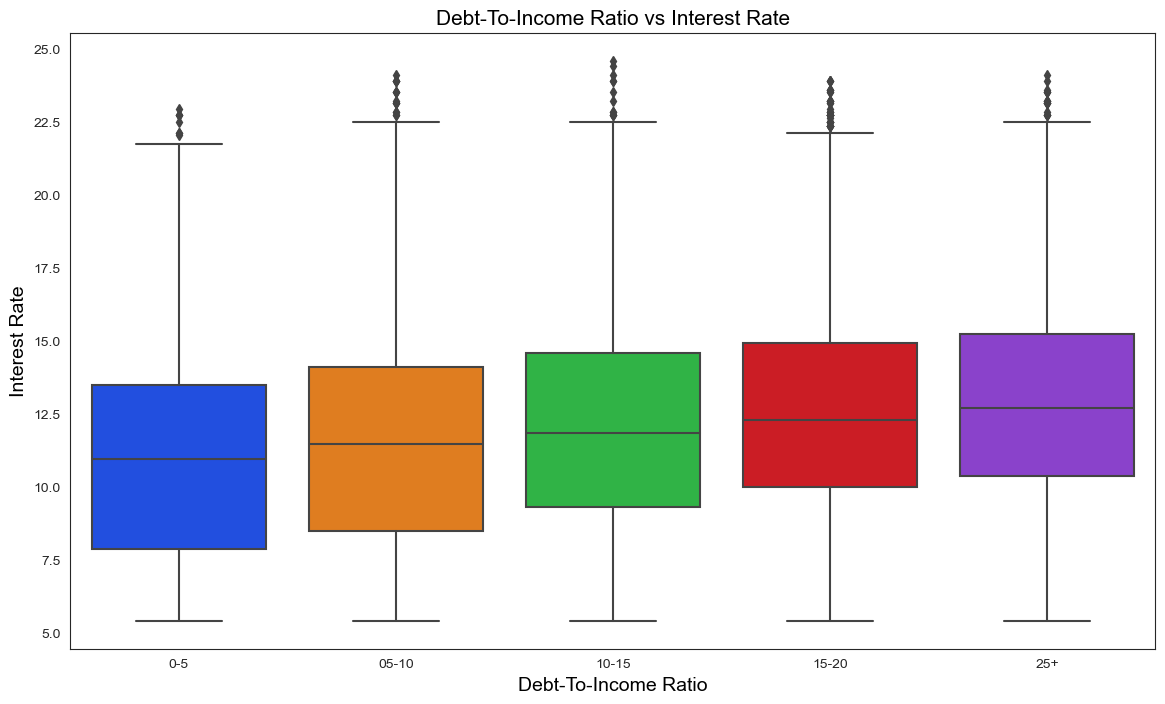 Debt-To-Income Ratio vs Interest Rate
25.0
22.5
20.0
17.5
15.0
12.5
10.0
7.5
5.0
Interest Rate
0-5 05-10 10-15 15-20 25+
Debt-To-Income Ratio